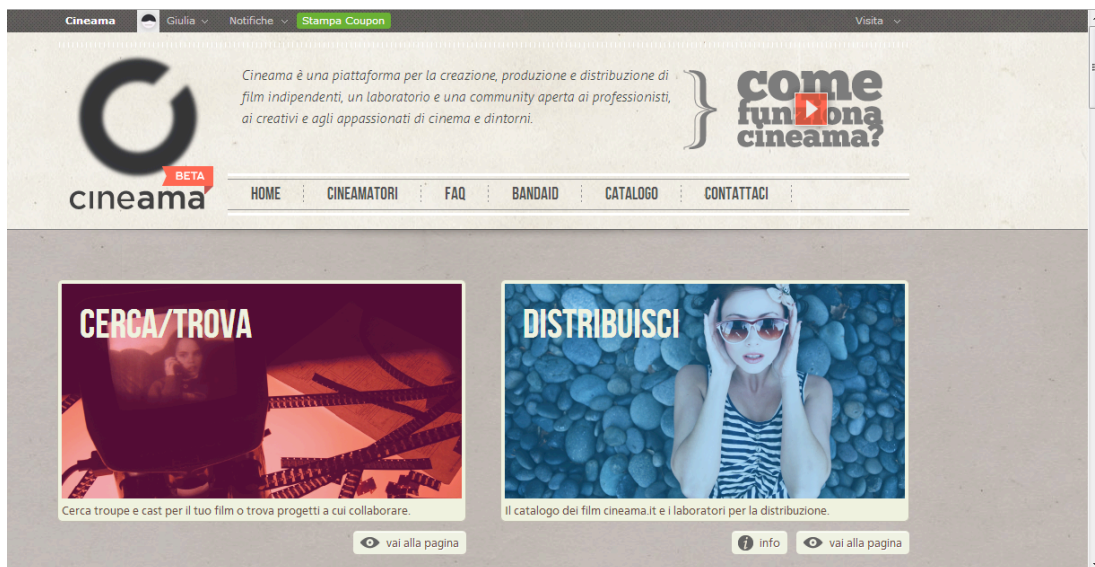 Cineama Giulia Notifiche Stampa Coupon Visita
Cineama è una piattaforma per la creazione, produzione e distribuzione di
film indipendenti, un laboratorio e una community aperta ai professionisti,
ai creativi e agli appassionati di cinema e dintorni.
come
funziona
cineama?
BETA
cineama
HOME CINEAMATORI FAQ BANDAID CATALOGO CONTATTACI
CERCA/TROVA
Cerca troupe e cast per il tuo film o trova progetti a cui collaborare.
vai alla pagina
DISTRIBUISCI
Il catalogo dei film cineama.it e i laboratori per la distribuzione.
info vai alla pagina